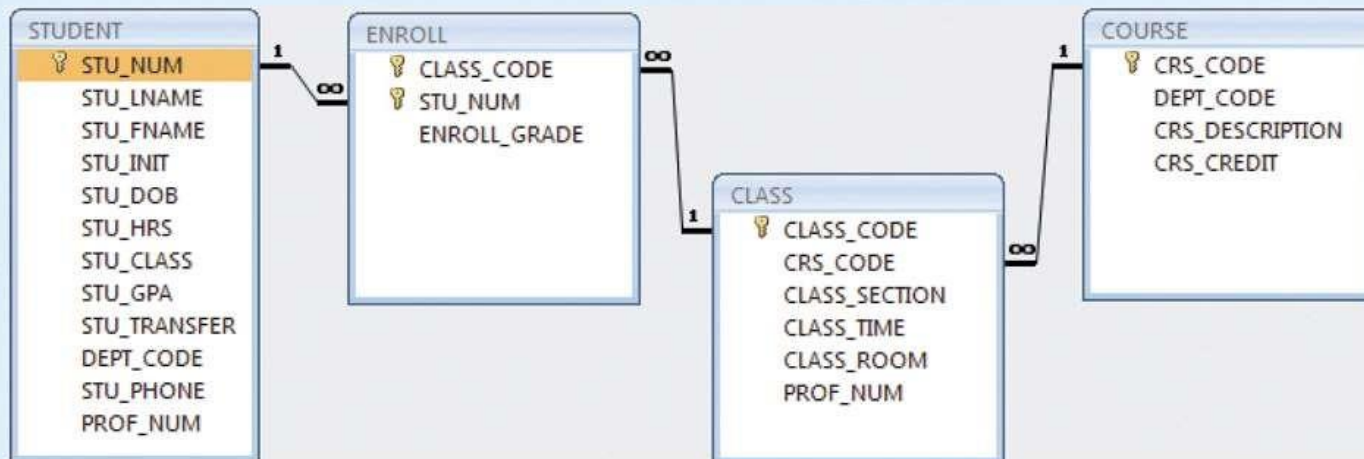 STUDENT
STU_NUM
STU_LNAME
STU_FNAME
STU_INIT
STU_DOB
STU_HRS
STU_CLASS
STU_GPA
STU_TRANSFER
DEPT_CODE
STU_PHONE
PROF_NUM
1
∞
ENROLL
CLASS_CODE
STU_NUM
ENROLL_GRADE
∞
1
CLASS
CLASS_CODE
CRS_CODE
CLASS_SECTION
CLASS_TIME
CLASS_ROOM
PROF_NUM
∞
1
COURSE
CRS_CODE
DEPT_CODE
CRS_DESCRIPTION
CRS_CREDIT